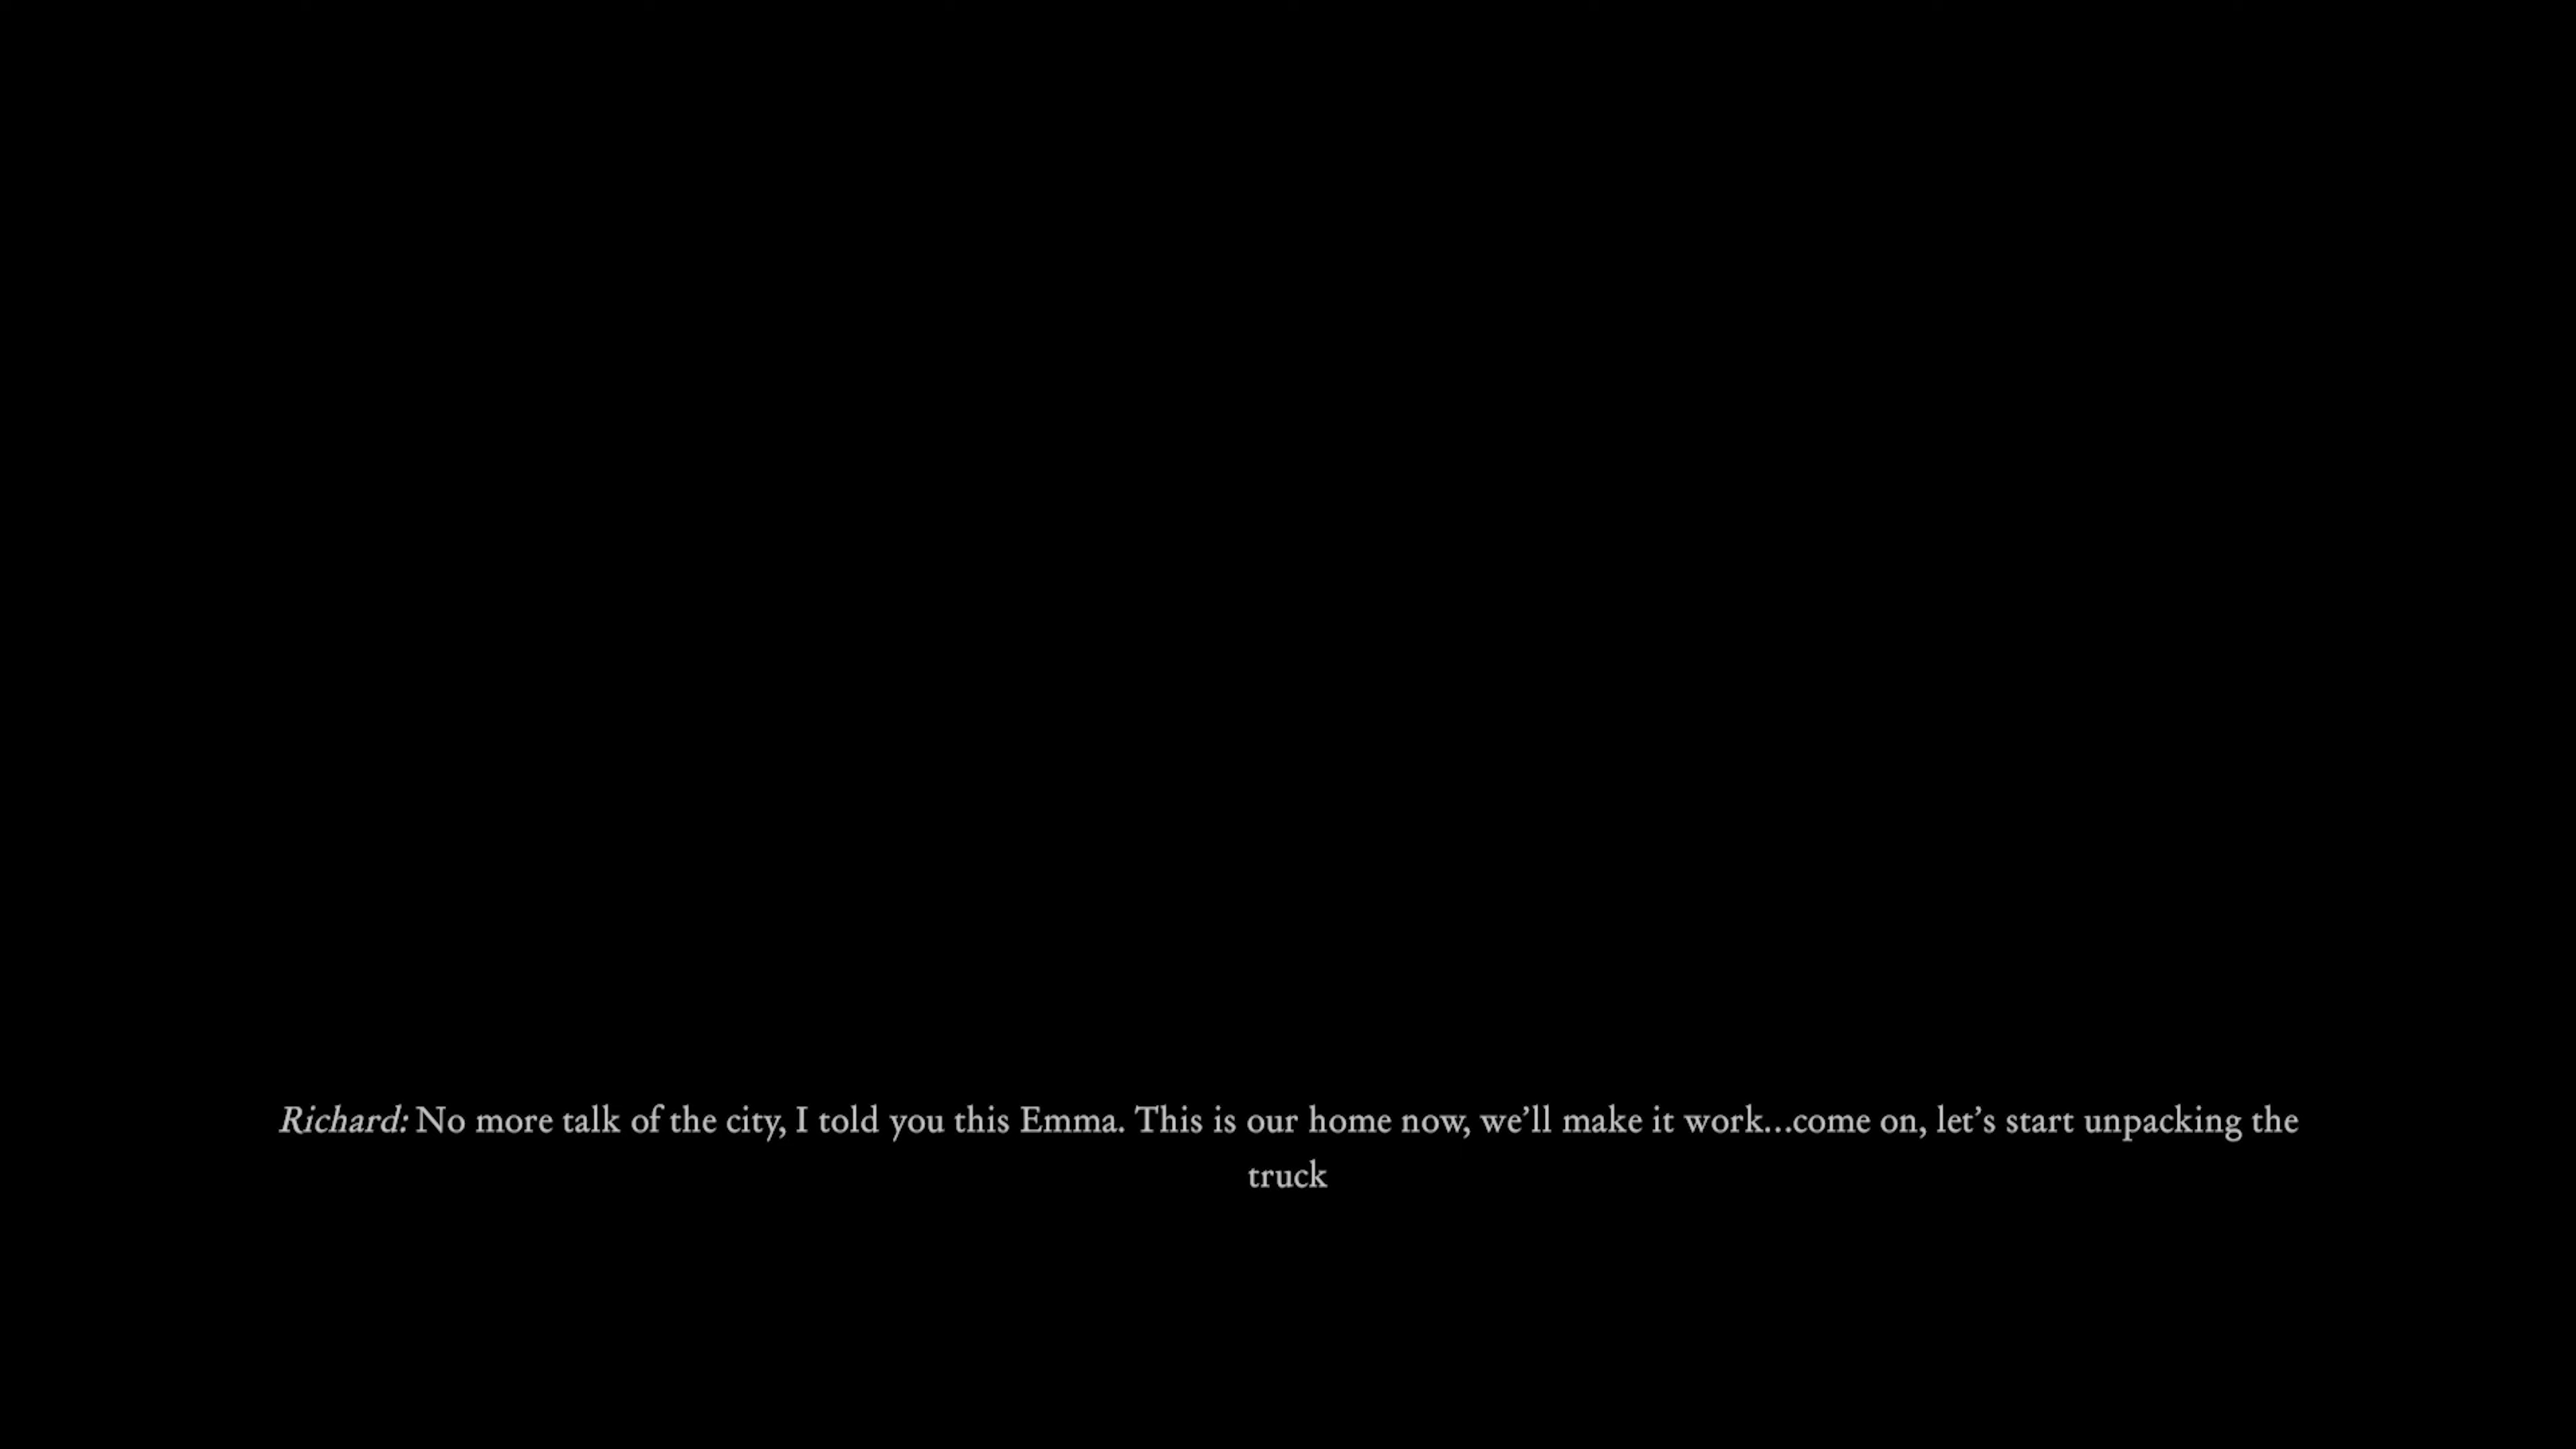 Richard: No more talk of the city, I told you this Emma. This is our home now, we’ll make it work...come on, let’s start unpacking the
truck